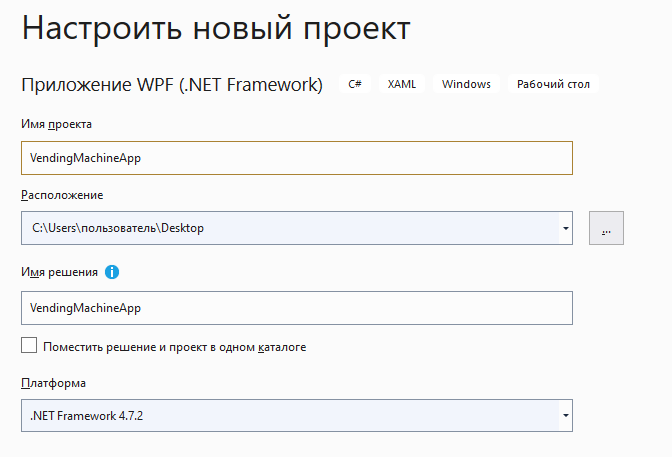 Настроить новый проект
Приложение WPF (.NET Framework) C# XAML Windows Рабочий стол
Имя проекта
VendingMachineApp
Расположение
C:\Users\пользователь\Desktop
...
Имя решения
VendingMachineApp
Поместить решение и проект в одном каталоге
Платформа
.NET Framework 4.7.2